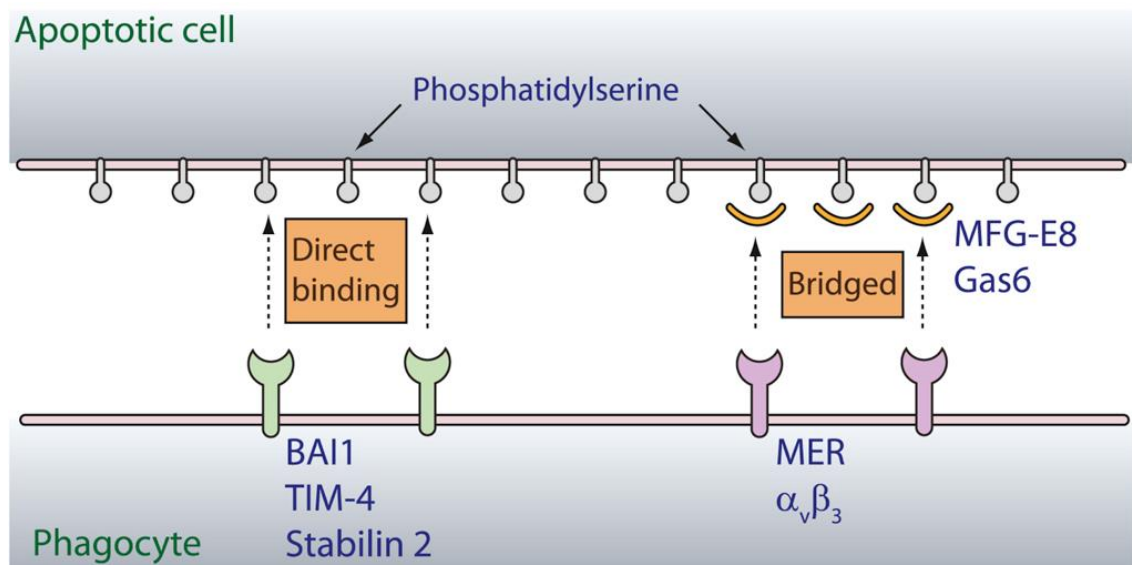 Apoptotic cell
Phosphatidylserine
Direct
binding
Bridged
MFG-E8
Gas6
BAI1
TIM-4
Stabilin 2
MER
αᵥβ₃
Phagocyte